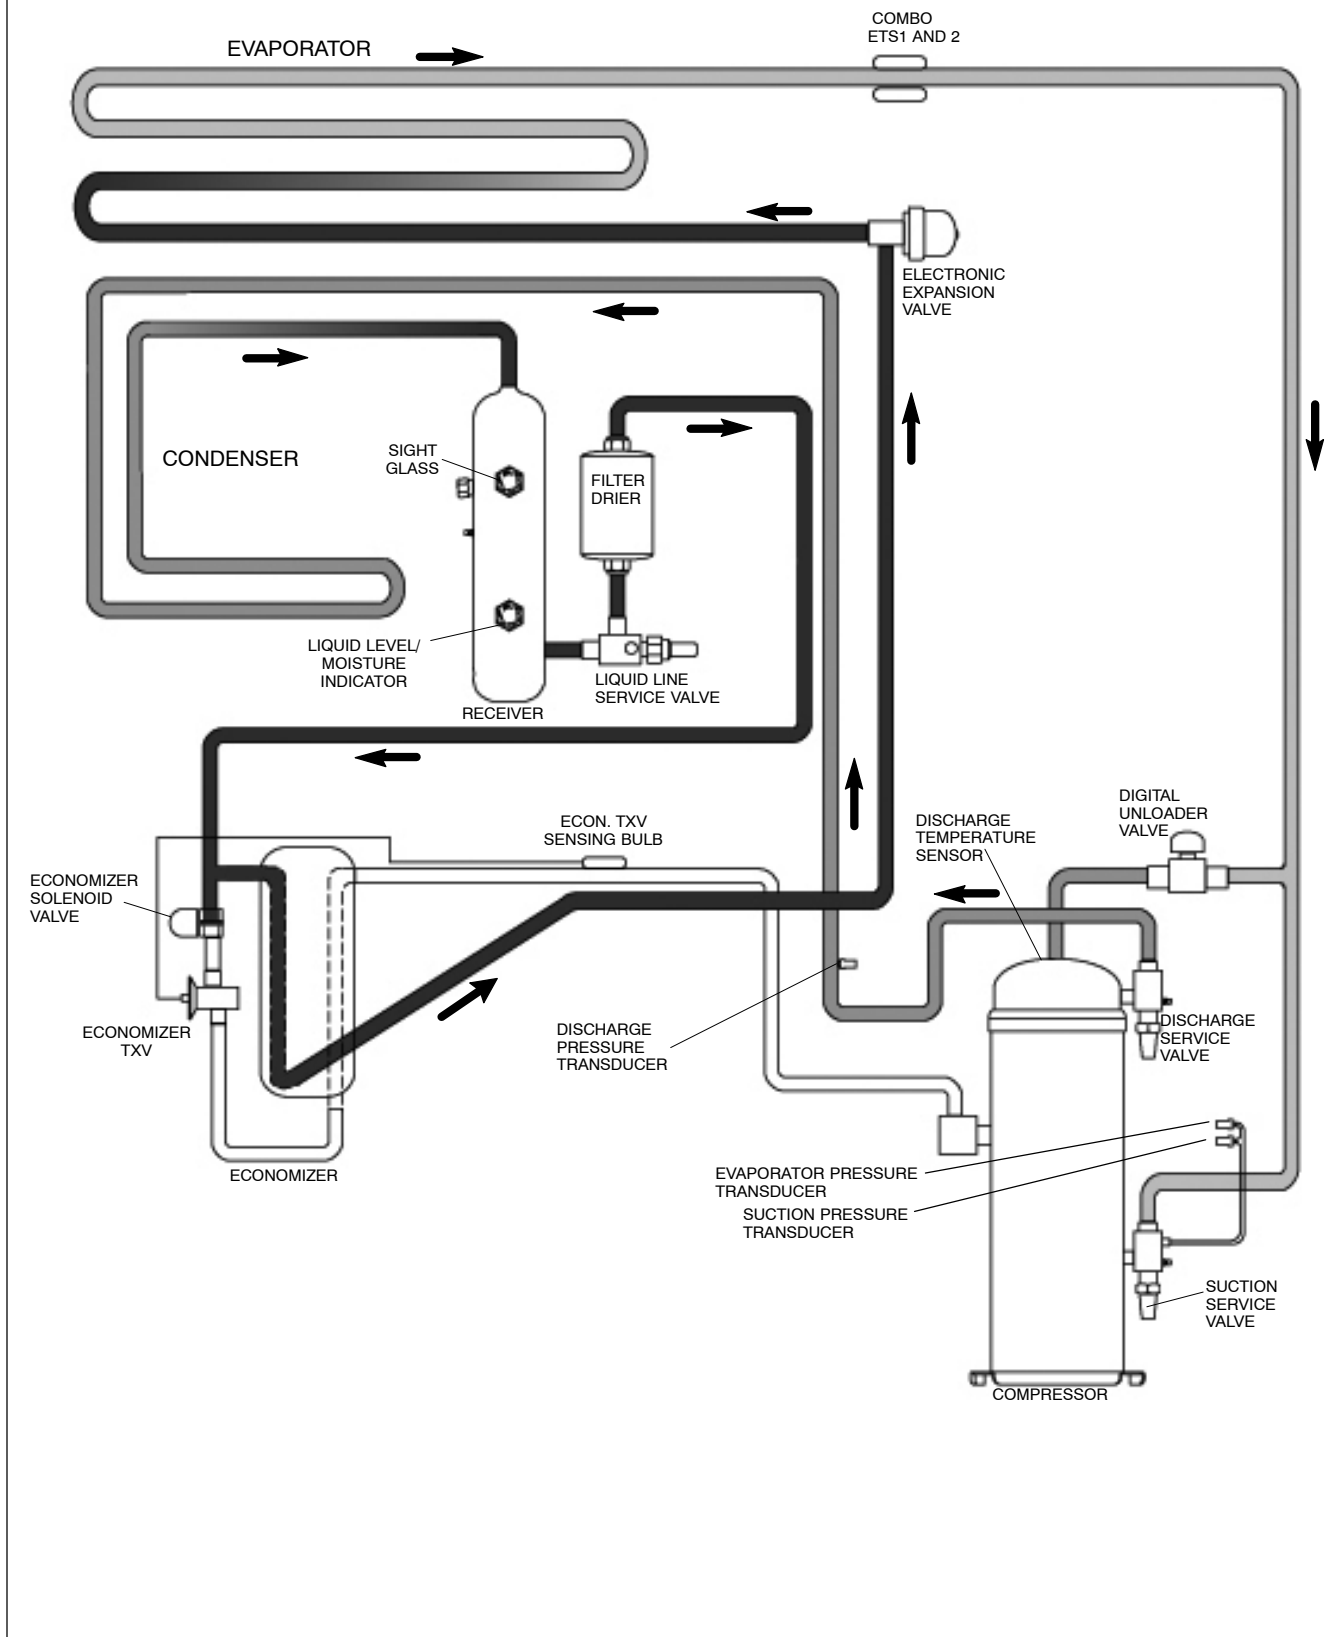 COMBO
ETS1 AND 2
EVAPORATOR
ELECTRONIC
EXPANSION
VALVE
SIGHT
GLASS
CONDENSER
FILTER
DRIER
LIQUID LEVEL/
MOISTURE
INDICATOR
LIQUID LINE
SERVICE VALVE
RECEIVER
DIGITAL
UNLOADER
VALVE
ECON. TXV
SENSING BULB
DISCHARGE
TEMPERATURE
SENSOR
ECONOMIZER
SOLENOID
VALVE
ECONOMIZER
TXV
DISCHARGE
PRESSURE
TRANSDUCER
DISCHARGE
SERVICE
VALVE
ECONOMIZER
EVAPORATOR PRESSURE
TRANSDUCER
SUCTION PRESSURE
TRANSDUCER
SUCTION
SERVICE
VALVE
COMPRESSOR